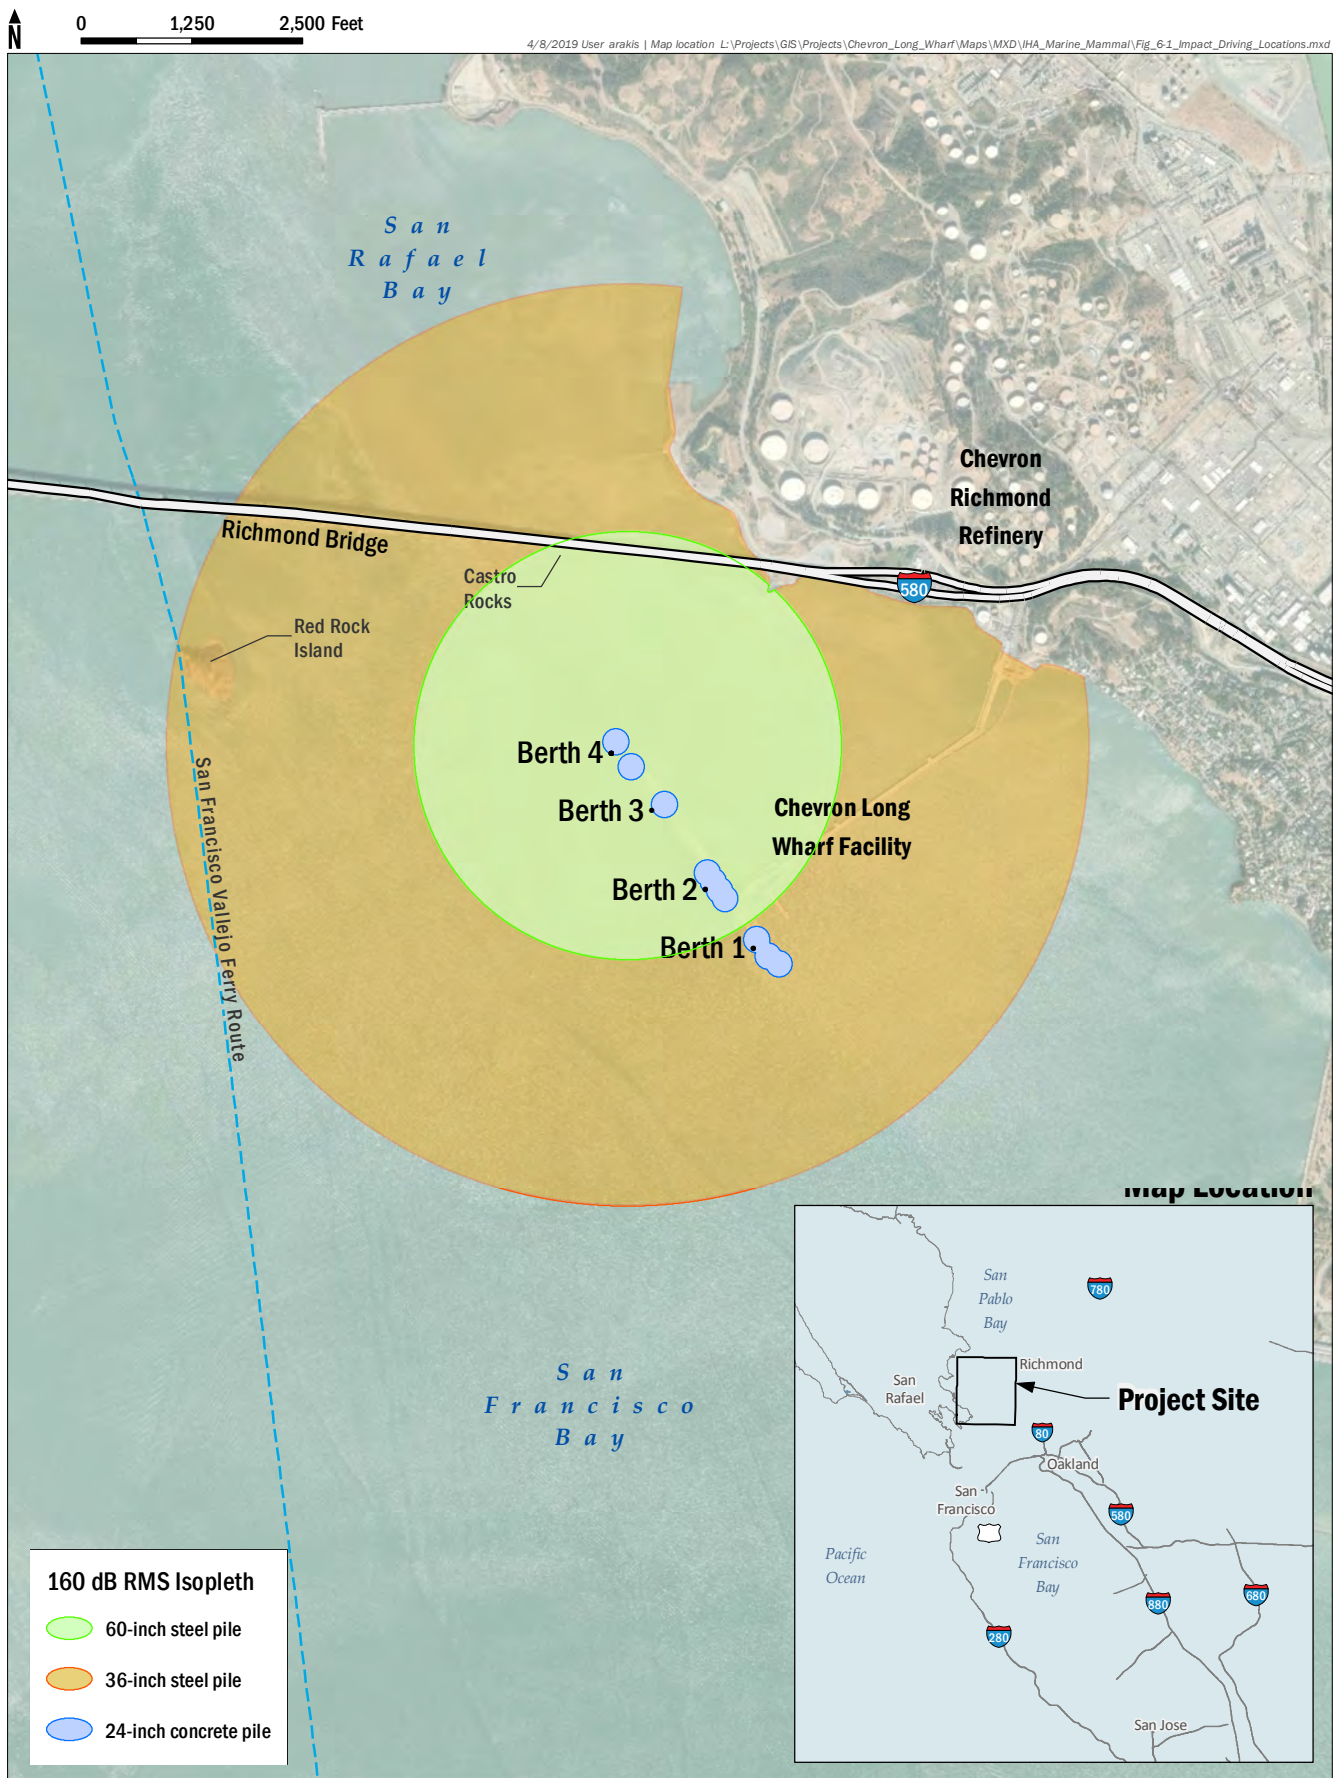 N
0 1,250 2,500 Feet
4/8/2019 User arakis | Map location L:\Projects\GIS\Projects\Chevron_Long_Wharf\Maps\MXD\IHA_Marine_Mammal\Fig_6-1_Impact_Driving_Locations.mxd
San
Rafael
Bay
Chevron
Richmond
Refinery
Richmond Bridge
580
Castro
Rocks
Red Rock
Island
Berth 4
Berth 3
Chevron Long
Wharf Facility
Berth 2
Berth 1
San Francisco Vallejo Ferry Route
San
Francisco
Bay
Map Location
San
Pablo
Bay
780
Richmond
San
Rafael
Project Site
80
Oakland
San
Francisco
580
San
Francisco
Bay
Pacific
Ocean
880
680
280
San Jose
160 dB RMS Isopleth
60-inch steel pile
36-inch steel pile
24-inch concrete pile